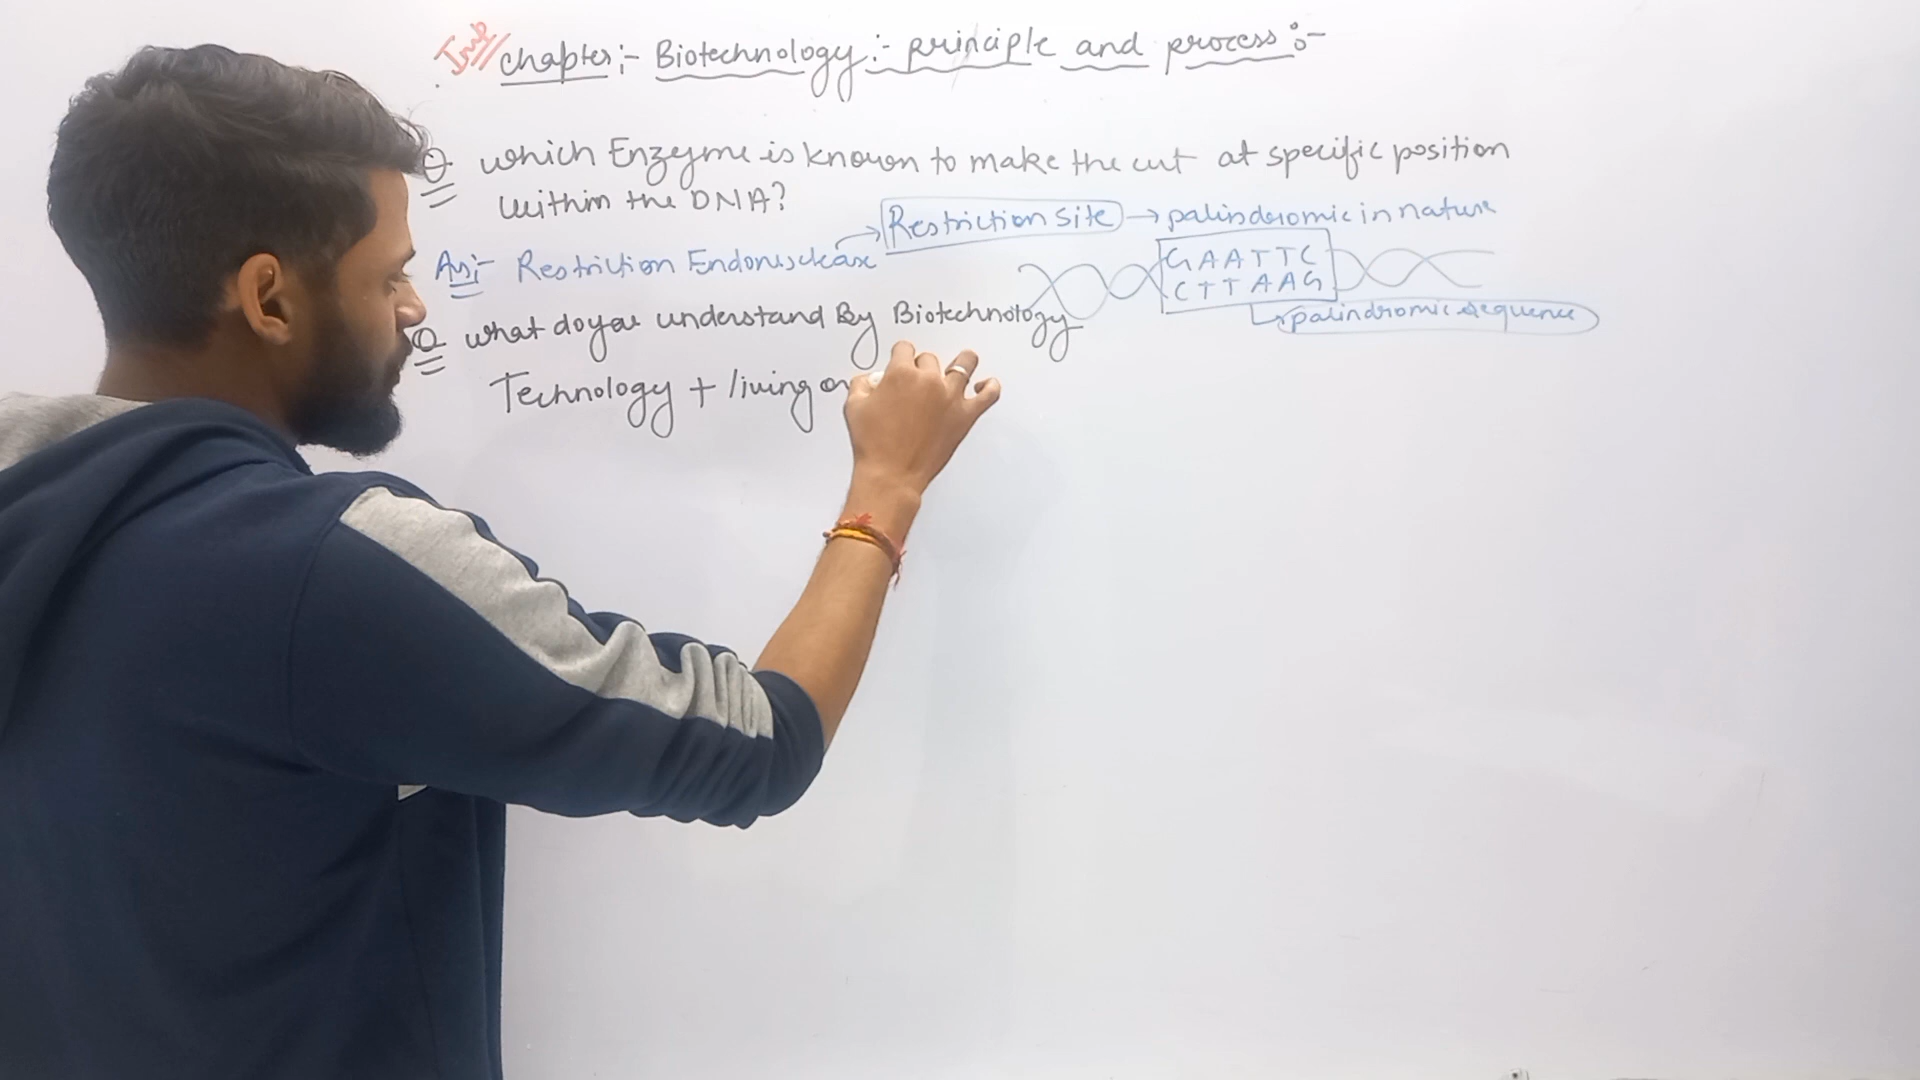 Imp // chapter :- Biotechnology :- principle and process :-
Q which Enzyme is known to make the cut at specific position
within the DNA?
Restriction site → palindromic in nature
As:- Restriction Endonuclease →
GAATTC
CTTAAG
palindromic sequence
Q what do you understand By Biotechnology
Technology + living or